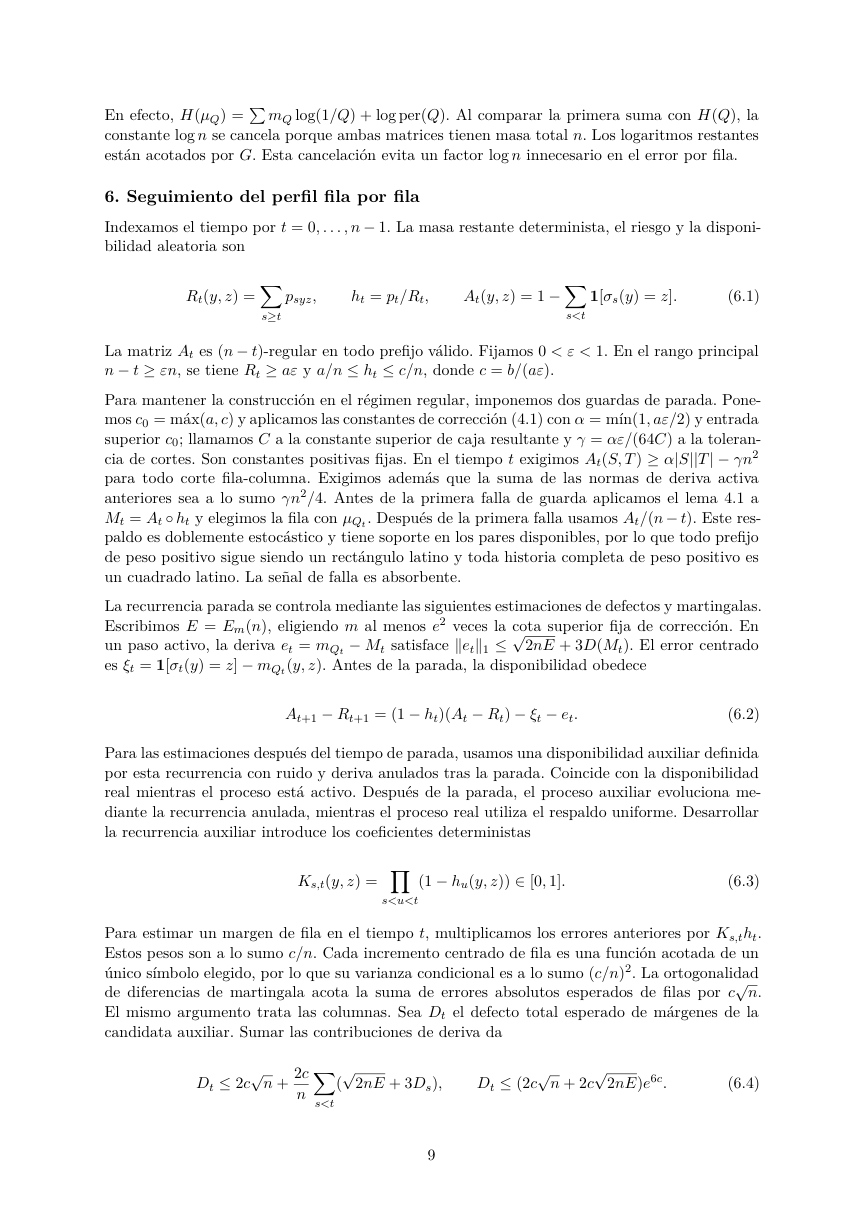 En efecto, H(μ_Q) = ∑ m_Q log(1/Q) + log per(Q). Al comparar la primera suma con H(Q), la
constante log n se cancela porque ambas matrices tienen masa total n. Los logaritmos restantes
están acotados por G. Esta cancelación evita un factor log n innecesario en el error por fila.
6. Seguimiento del perfil fila por fila
Indexamos el tiempo por t = 0, . . . , n − 1. La masa restante determinista, el riesgo y la disponi-
bilidad aleatoria son
R_t(y, z) = ∑_{s≥t} p_{syz}, h_t = p_t/R_t, A_t(y, z) = 1 − ∑_{s<t} 1[σ_s(y) = z]. (6.1)
La matriz A_t es (n − t)-regular en todo prefijo válido. Fijamos 0 < ε < 1. En el rango principal
n − t ≥ εn, se tiene R_t ≥ aε y a/n ≤ h_t ≤ c/n, donde c = b/(aε).
Para mantener la construcción en el régimen regular, imponemos dos guardas de parada. Pone-
mos c_0 = máx(a, c) y aplicamos las constantes de corrección (4.1) con α = mín(1, aε/2) y entrada
superior c_0; llamamos C a la constante superior de caja resultante y γ = αε/(64C) a la toleran-
cia de cortes. Son constantes positivas fijas. En el tiempo t exigimos A_t(S, T) ≥ α|S||T| − γn^2
para todo corte fila-columna. Exigimos además que la suma de las normas de deriva activa
anteriores sea a lo sumo γn^2/4. Antes de la primera falla de guarda aplicamos el lema 4.1 a
M_t = A_t ∘ h_t y elegimos la fila con μ_{Q_t}. Después de la primera falla usamos A_t/(n − t). Este res-
paldo es doblemente estocástico y tiene soporte en los pares disponibles, por lo que todo prefijo
de peso positivo sigue siendo un rectángulo latino y toda historia completa de peso positivo es
un cuadrado latino. La señal de falla es absorbente.
La recurrencia parada se controla mediante las siguientes estimaciones de defectos y martingalas.
Escribimos E = E_m(n), eligiendo m al menos e^2 veces la cota superior fija de corrección. En
un paso activo, la deriva e_t = m_{Q_t} − M_t satisface ∥e_t∥_1 ≤ √(2nE) + 3D(M_t). El error centrado
es ξ_t = 1[σ_t(y) = z] − m_{Q_t}(y, z). Antes de la parada, la disponibilidad obedece
A_{t+1} − R_{t+1} = (1 − h_t)(A_t − R_t) − ξ_t − e_t. (6.2)
Para las estimaciones después del tiempo de parada, usamos una disponibilidad auxiliar definida
por esta recurrencia con ruido y deriva anulados tras la parada. Coincide con la disponibilidad
real mientras el proceso está activo. Después de la parada, el proceso auxiliar evoluciona me-
diante la recurrencia anulada, mientras el proceso real utiliza el respaldo uniforme. Desarrollar
la recurrencia auxiliar introduce los coeficientes deterministas
K_{s,t}(y, z) = ∏_{s<u<t} (1 − h_u(y, z)) ∈ [0, 1]. (6.3)
Para estimar un margen de fila en el tiempo t, multiplicamos los errores anteriores por K_{s,t}h_t.
Estos pesos son a lo sumo c/n. Cada incremento centrado de fila es una función acotada de un
único símbolo elegido, por lo que su varianza condicional es a lo sumo (c/n)^2. La ortogonalidad
de diferencias de martingala acota la suma de errores absolutos esperados de filas por c√n.
El mismo argumento trata las columnas. Sea D_t el defecto total esperado de márgenes de la
candidata auxiliar. Sumar las contribuciones de deriva da
D_t ≤ 2c√n + (2c/n) ∑_{s<t} (√(2nE) + 3D_s), D_t ≤ (2c√n + 2c√(2nE))e^{6c}. (6.4)
9